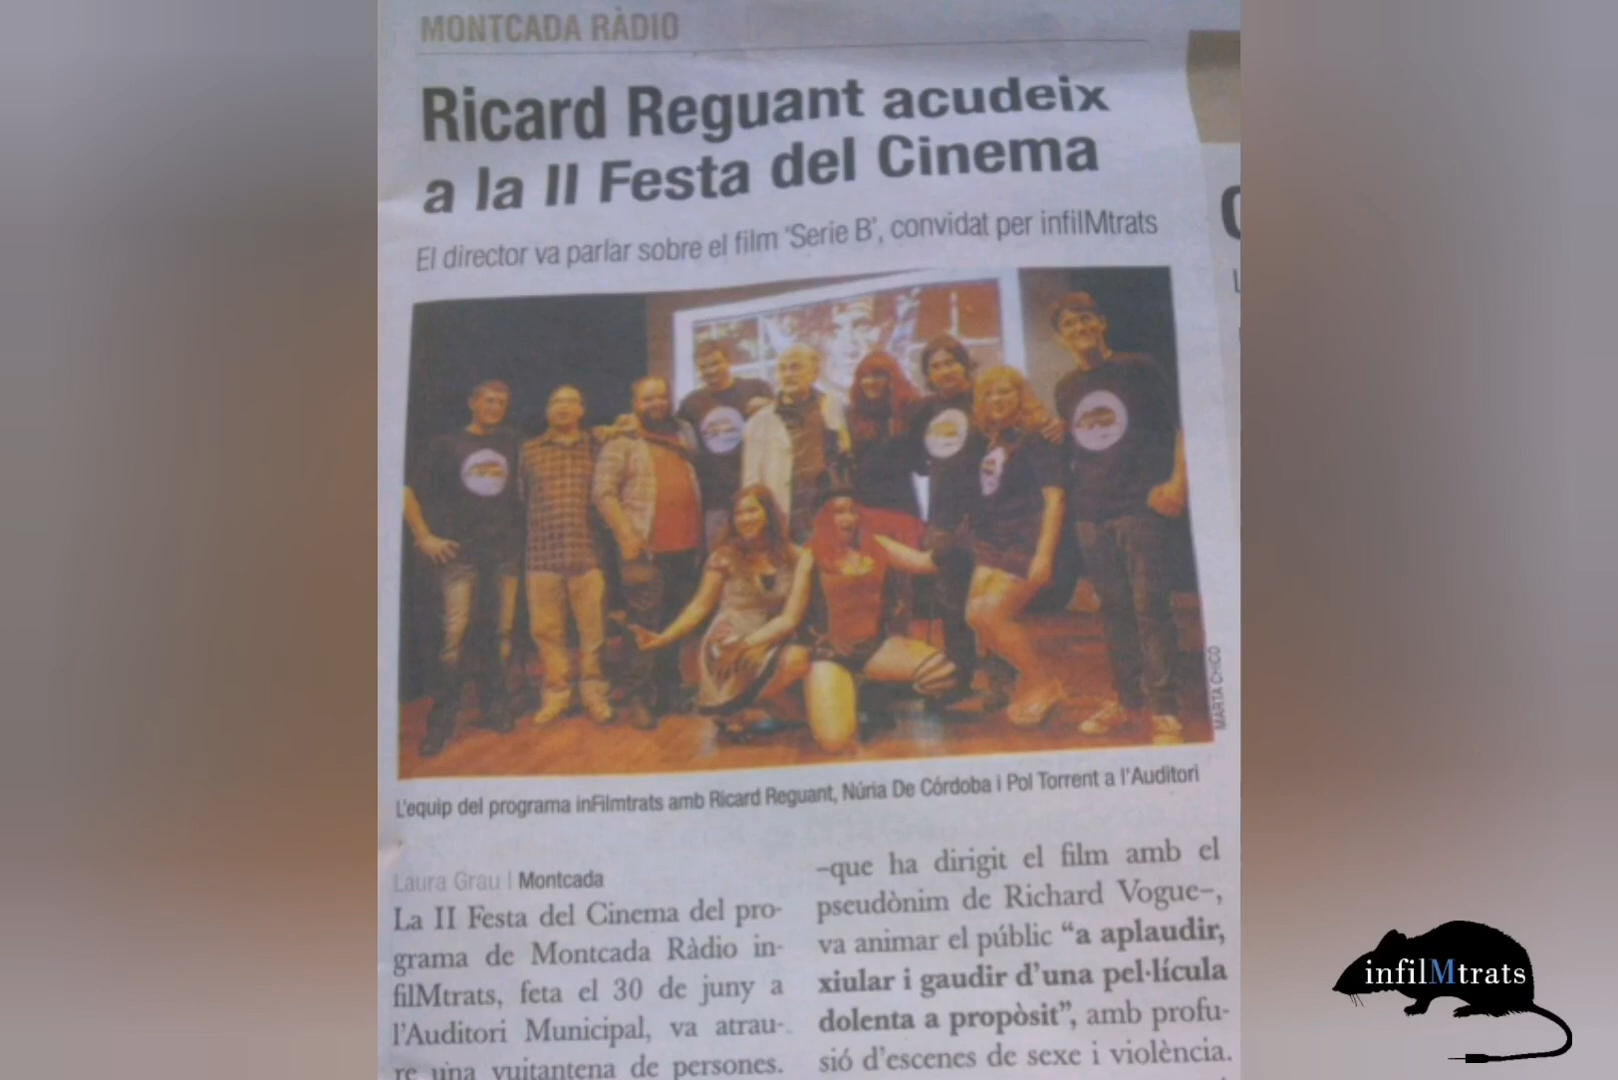 MONTCADA RÀDIO
Ricard Reguant acudeix
a la II Festa del Cinema
El director va parlar sobre el film 'Serie B', convidat per infilMtrats
MARTA CHICO
L'equip del programa inFilmtrats amb Ricard Reguant, Núria De Córdoba i Pol Torrent a l'Auditori
Laura Grau | Montcada
La II Festa del Cinema del pro-
grama de Montcada Ràdio in-
filMtrats, feta el 30 de juny a
l'Auditori Municipal, va atrau-
re una vuitantena de persones.
–que ha dirigit el film amb el
pseudònim de Richard Vogue–,
va animar el públic “a aplaudir,
xiular i gaudir d'una pel·lícula
dolenta a propòsit”, amb profu-
sió d'escenes de sexe i violència.
infilMtrats